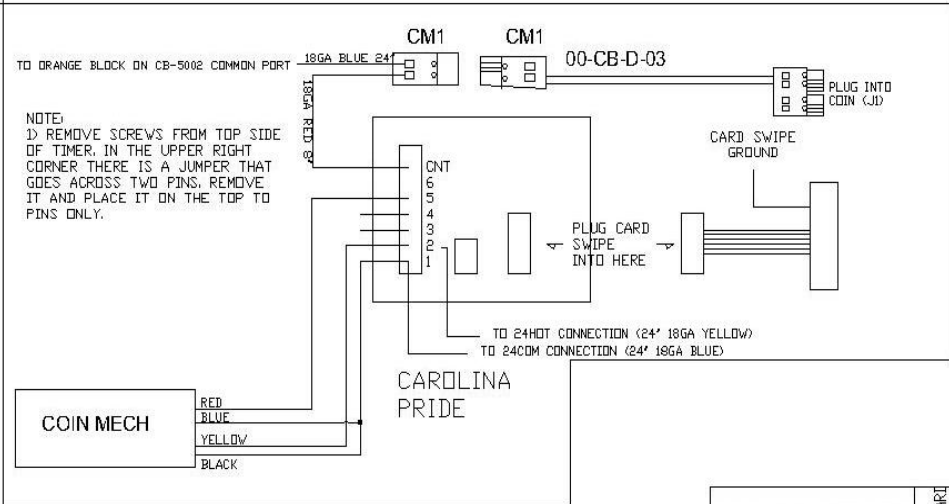 CM1
CM1
TO ORANGE BLOCK ON CB-5002 COMMON PORT
18GA BLUE 24"
00-CB-D-03
PLUG INTO
COIN (J1)
18GA RED 8"
NOTE:
1) REMOVE SCREWS FROM TOP SIDE
OF TIMER. IN THE UPPER RIGHT
CORNER THERE IS A JUMPER THAT
GOES ACROSS TWO PINS. REMOVE
IT AND PLACE IT ON THE TOP TO
PINS ONLY.
CARD SWIPE
GROUND
CNT
6
5
4
3
2
1
PLUG CARD
SWIPE
INTO HERE
TO 24HOT CONNECTION (24" 18GA YELLOW)
TO 24COM CONNECTION (24" 18GA BLUE)
CAROLINA
PRIDE
COIN MECH
RED
BLUE
YELLOW
BLACK